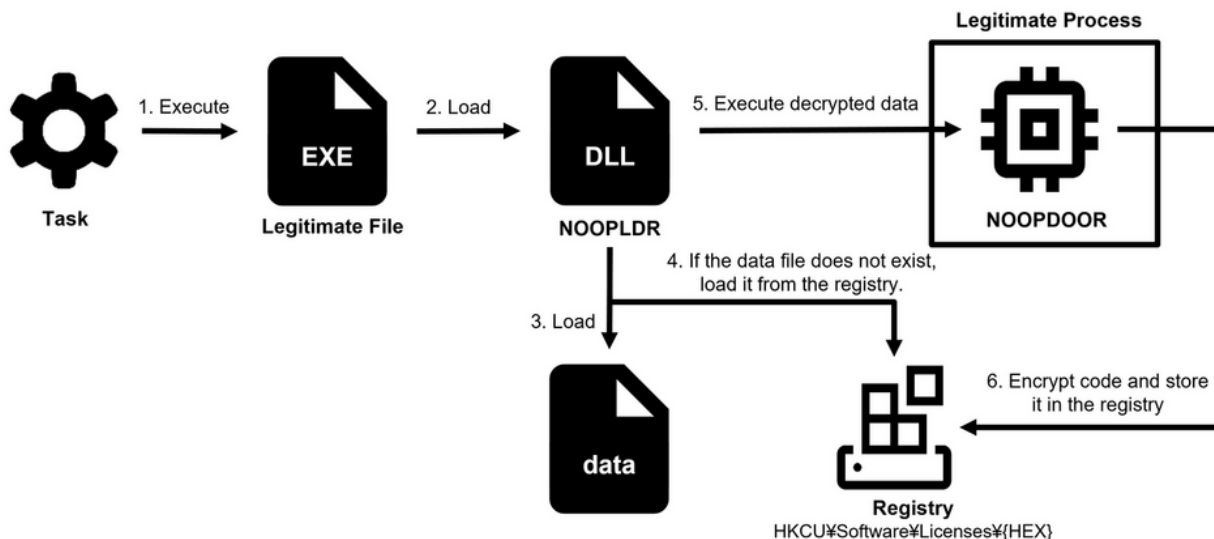 Legitimate Process
1. Execute
2. Load
5. Execute decrypted data
EXE
DLL
Task
Legitimate File
NOOPLDR
NOOPDOOR
4. If the data file does not exist,
load it from the registry.
3. Load
data
6. Encrypt code and store
it in the registry
Registry
HKCU¥Software¥Licenses¥{HEX}